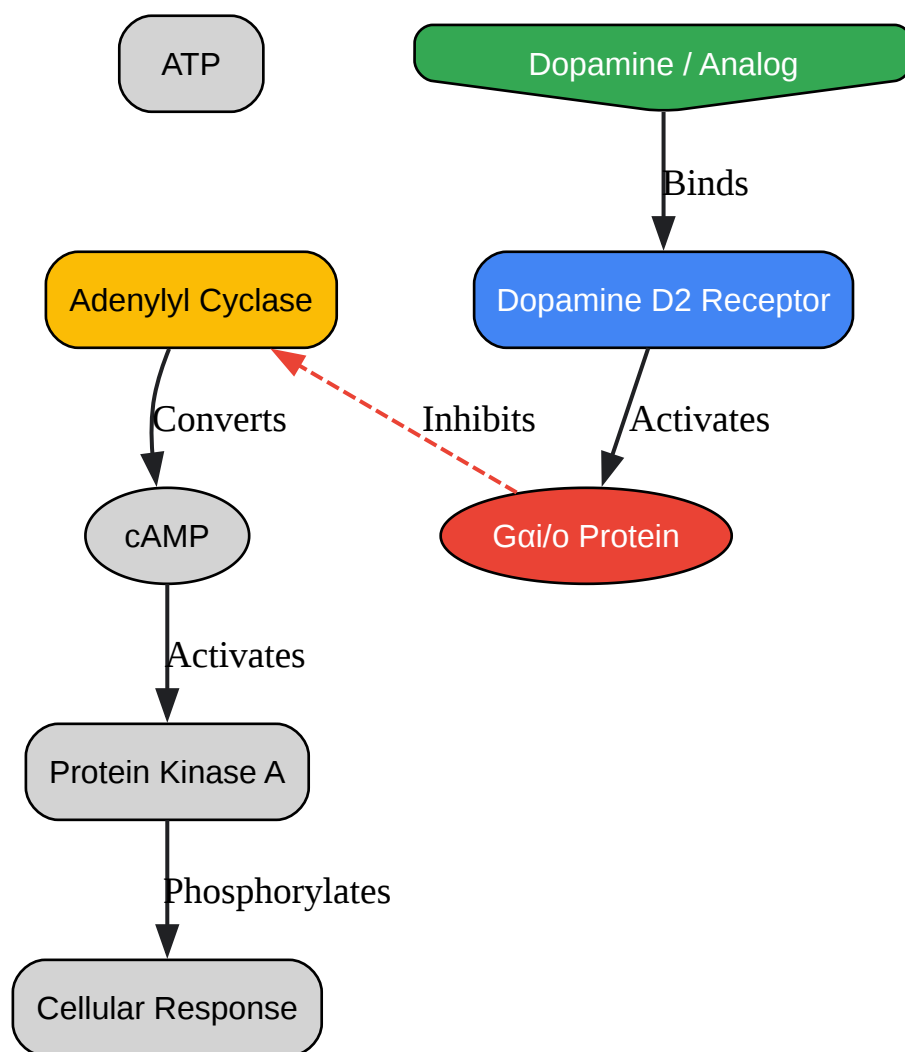 ATP
Dopamine / Analog
Binds
Adenylyl Cyclase
Dopamine D2 Receptor
Converts
Inhibits
Activates
cAMP
Gαi/o Protein
Activates
Protein Kinase A
Phosphorylates
Cellular Response